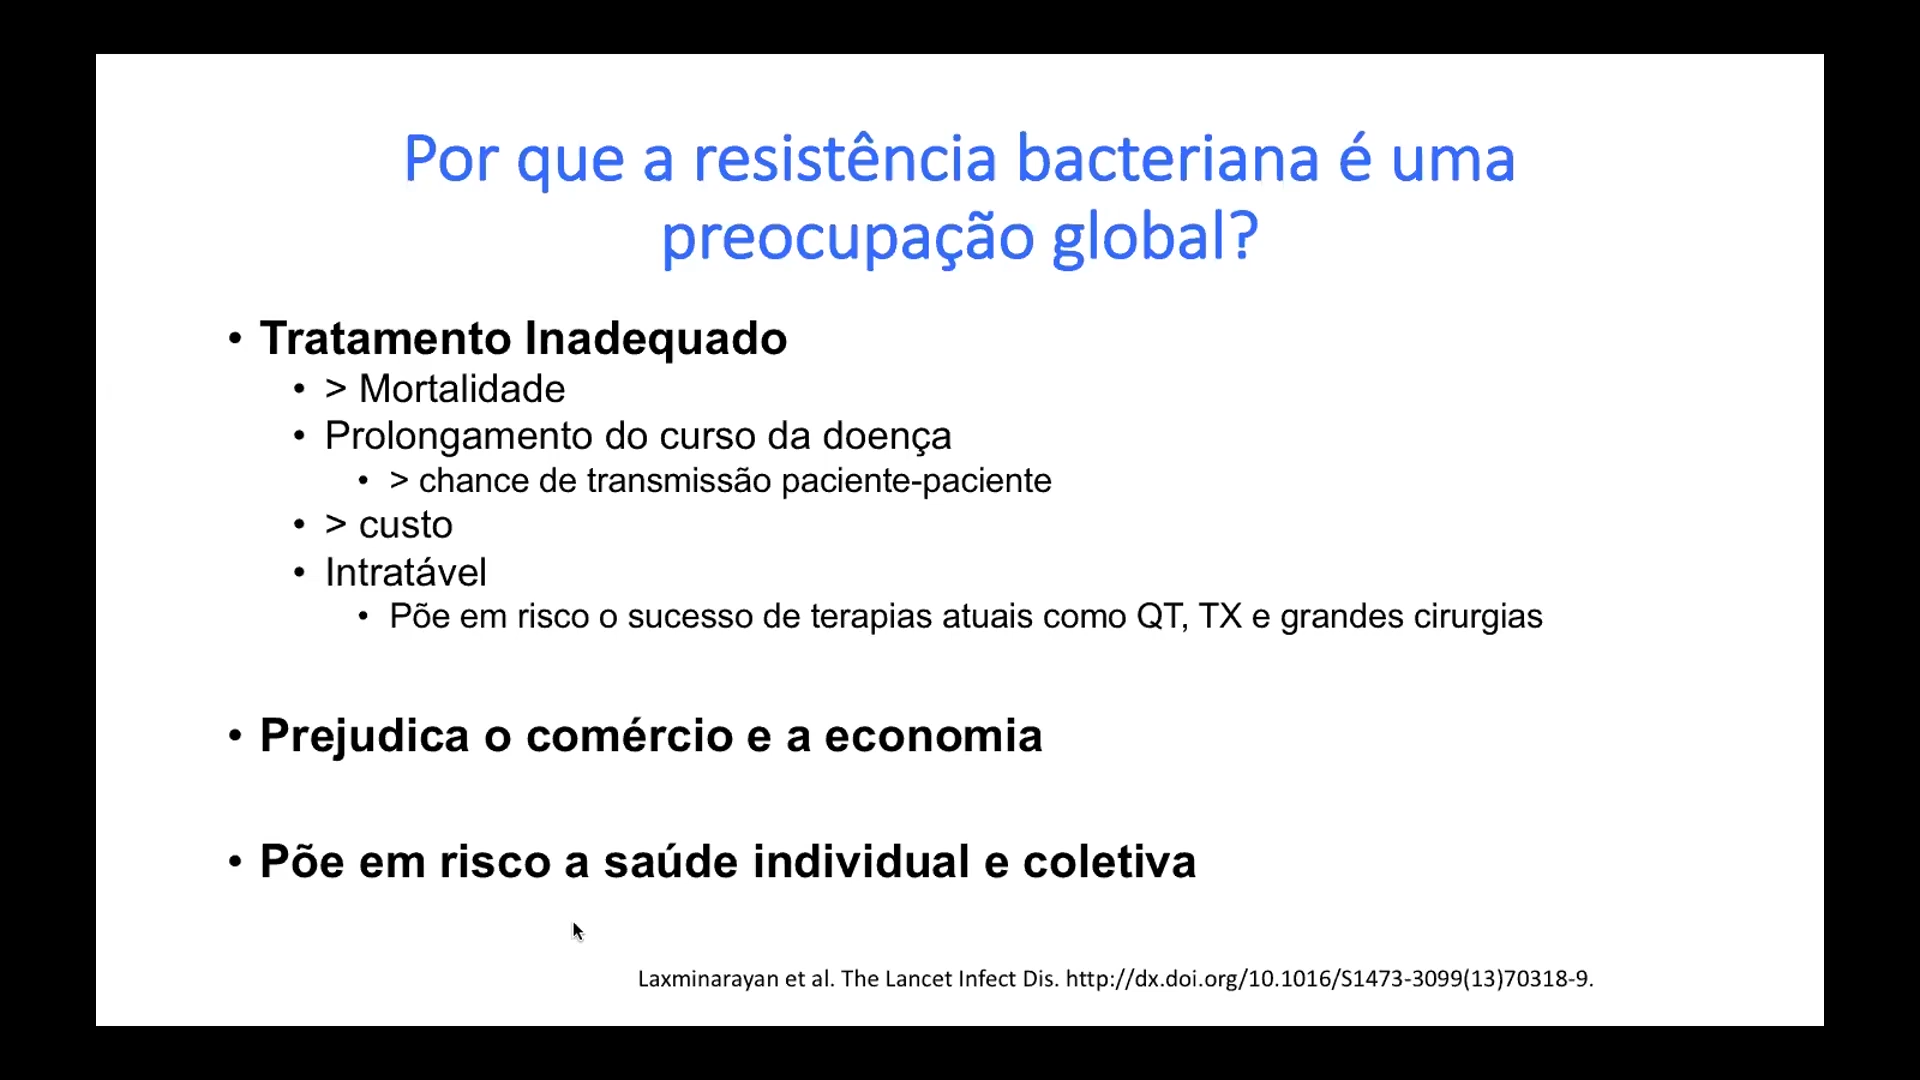 Por que a resistência bacteriana é uma
preocupação global?
• Tratamento Inadequado
• > Mortalidade
• Prolongamento do curso da doença
• > chance de transmissão paciente-paciente
• > custo
• Intratável
• Põe em risco o sucesso de terapias atuais como QT, TX e grandes cirurgias
• Prejudica o comércio e a economia
• Põe em risco a saúde individual e coletiva
Laxminarayan et al. The Lancet Infect Dis. http://dx.doi.org/10.1016/S1473-3099(13)70318-9.